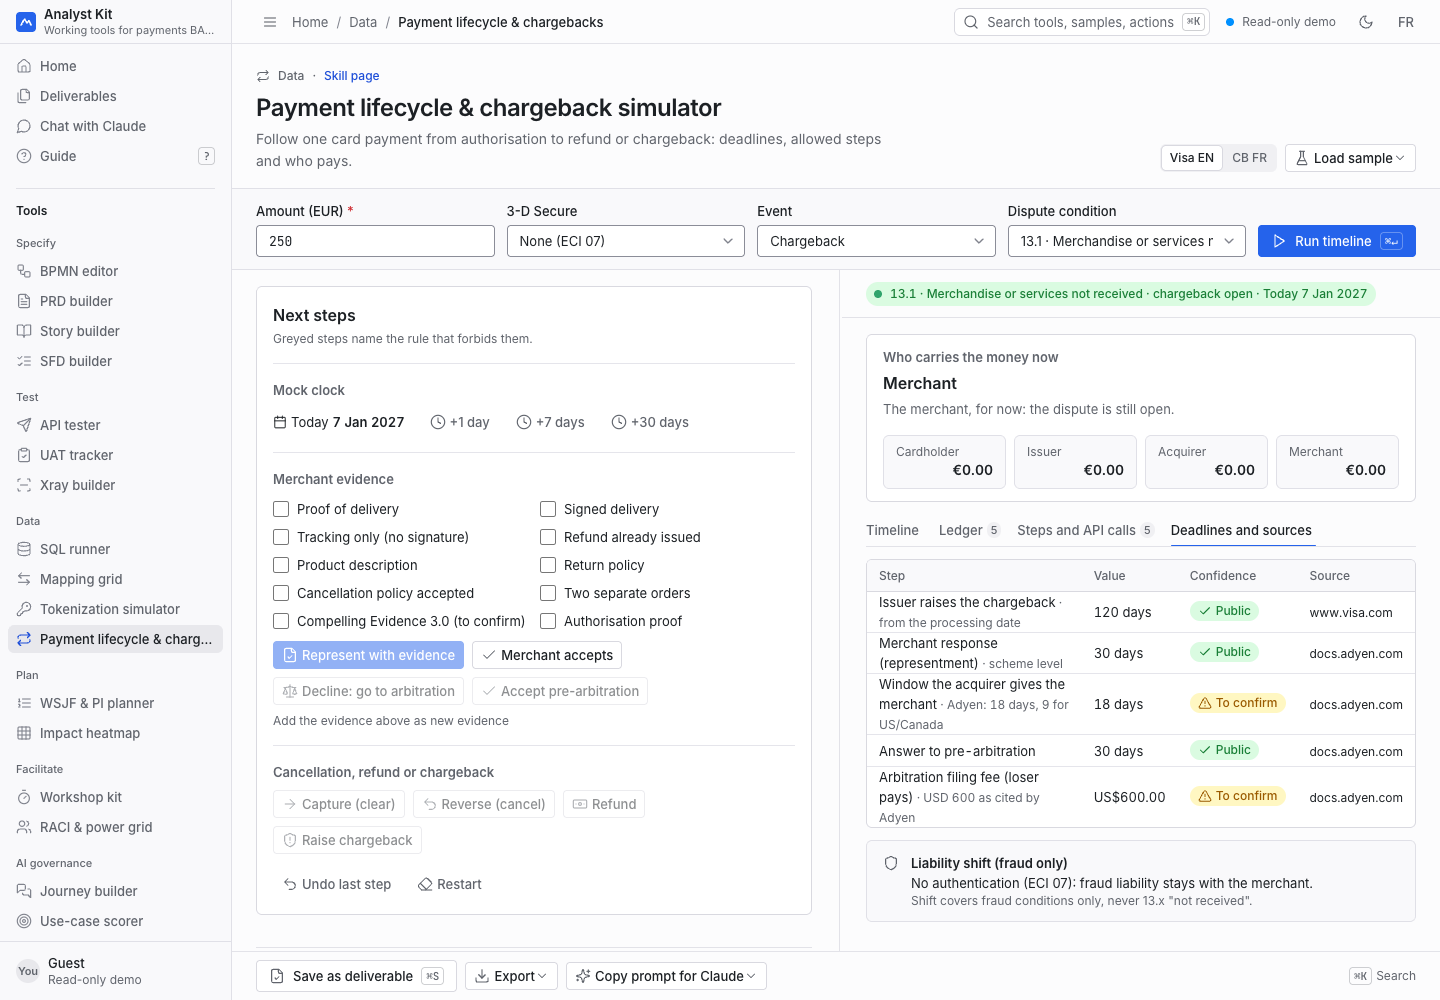 Analyst Kit
Working tools for payments BA...
Home
Deliverables
Chat with Claude
Guide
?
Tools
Specify
BPMN editor
PRD builder
Story builder
SFD builder
Test
API tester
UAT tracker
Xray builder
Data
SQL runner
Mapping grid
Tokenization simulator
Payment lifecycle & charg...
Plan
WSJF & PI planner
Impact heatmap
Facilitate
Workshop kit
RACI & power grid
AI governance
Journey builder
Use-case scorer
You
Guest
Read-only demo
Home / Data / Payment lifecycle & chargebacks
Search tools, samples, actions ⌘K
Read-only demo
FR
Data · Skill page
Payment lifecycle & chargeback simulator
Follow one card payment from authorisation to refund or chargeback: deadlines, allowed steps
and who pays.
Visa EN
CB FR
Load sample
Amount (EUR) *
250
3-D Secure
None (ECI 07)
Event
Chargeback
Dispute condition
13.1 · Merchandise or services r
Run timeline ⌘↵
Next steps
Greyed steps name the rule that forbids them.
Mock clock
Today 7 Jan 2027
+1 day
+7 days
+30 days
Merchant evidence
Proof of delivery
Signed delivery
Tracking only (no signature)
Refund already issued
Product description
Return policy
Cancellation policy accepted
Two separate orders
Compelling Evidence 3.0 (to confirm)
Authorisation proof
Represent with evidence
Merchant accepts
Decline: go to arbitration
Accept pre-arbitration
Add the evidence above as new evidence
Cancellation, refund or chargeback
Capture (clear)
Reverse (cancel)
Refund
Raise chargeback
Undo last step
Restart
13.1 · Merchandise or services not received · chargeback open · Today 7 Jan 2027
Who carries the money now
Merchant
The merchant, for now: the dispute is still open.
Cardholder
€0.00
Issuer
€0.00
Acquirer
€0.00
Merchant
€0.00
Timeline
Ledger 5
Steps and API calls 5
Deadlines and sources
Step Value Confidence Source
Issuer raises the chargeback ·
from the processing date
120 days
Public
www.visa.com
Merchant response
(representment) · scheme level
30 days
Public
docs.adyen.com
Window the acquirer gives the
merchant · Adyen: 18 days, 9 for
US/Canada
18 days
To confirm
docs.adyen.com
Answer to pre-arbitration
30 days
Public
docs.adyen.com
Arbitration filing fee (loser
pays) · USD 600 as cited by
Adyen
US$600.00
To confirm
docs.adyen.com
Liability shift (fraud only)
No authentication (ECI 07): fraud liability stays with the merchant.
Shift covers fraud conditions only, never 13.x "not received".
Save as deliverable ⌘S
Export
Copy prompt for Claude
⌘K Search